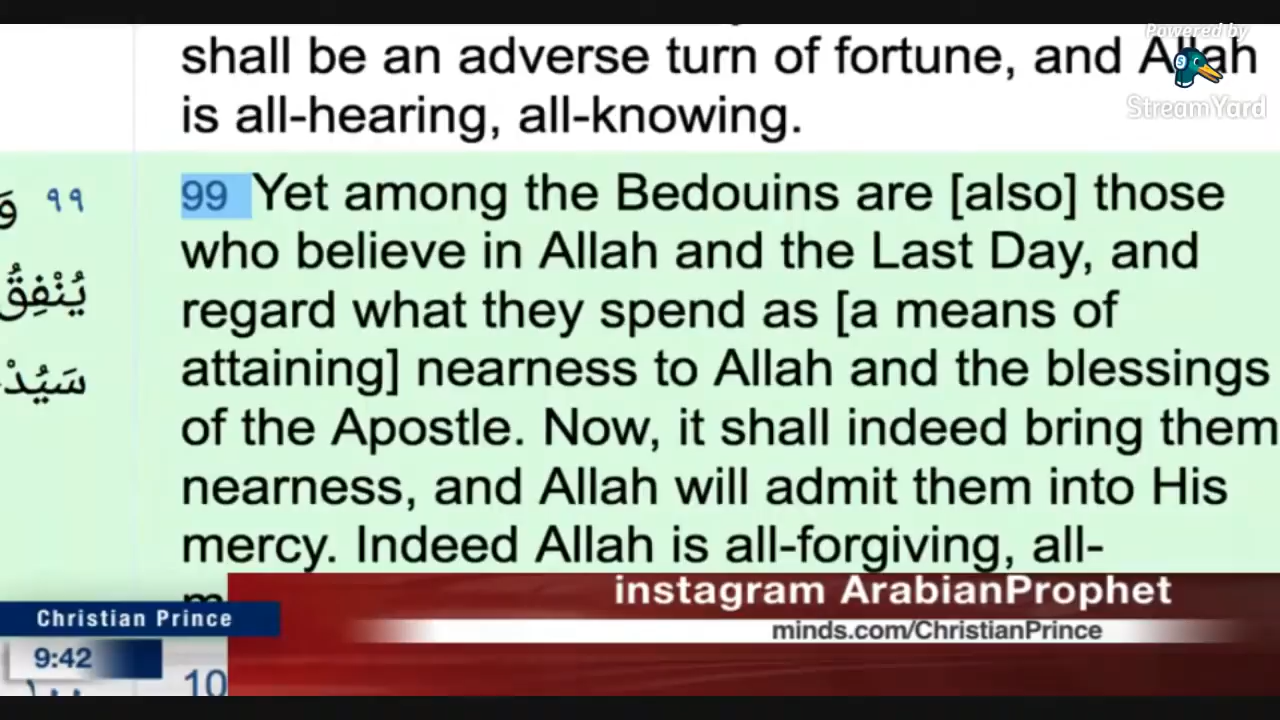 Powered by
StreamYard
shall be an adverse turn of fortune, and Allah
is all-hearing, all-knowing.
99 Yet among the Bedouins are [also] those
who believe in Allah and the Last Day, and
regard what they spend as [a means of
attaining] nearness to Allah and the blessings
of the Apostle. Now, it shall indeed bring them
nearness, and Allah will admit them into His
mercy. Indeed Allah is all-forgiving, all-
٩٩
يُنْفِقُ
10
instagram ArabianProphet
minds.com/ChristianPrince
Christian Prince
9:42